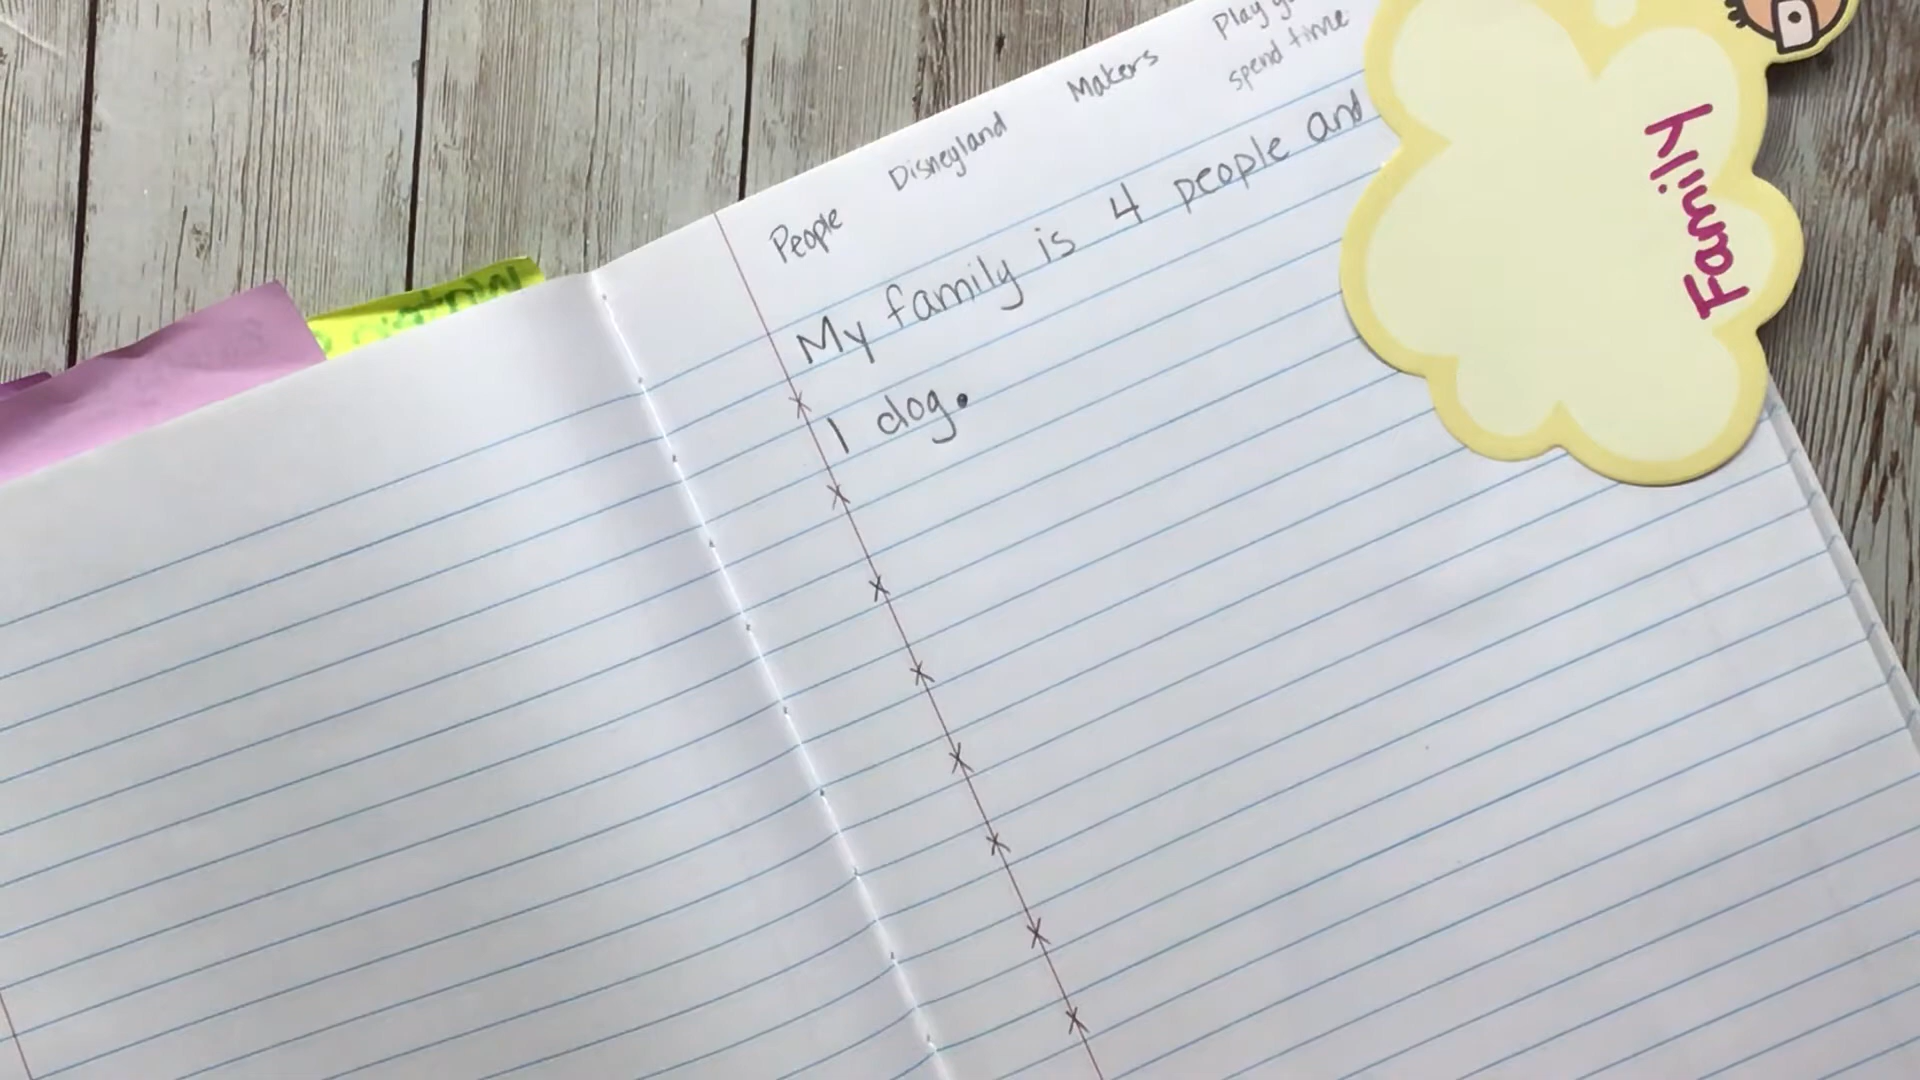 People Disneyland Makers Play
spend time
My family is 4 people and
1 dog.
Family